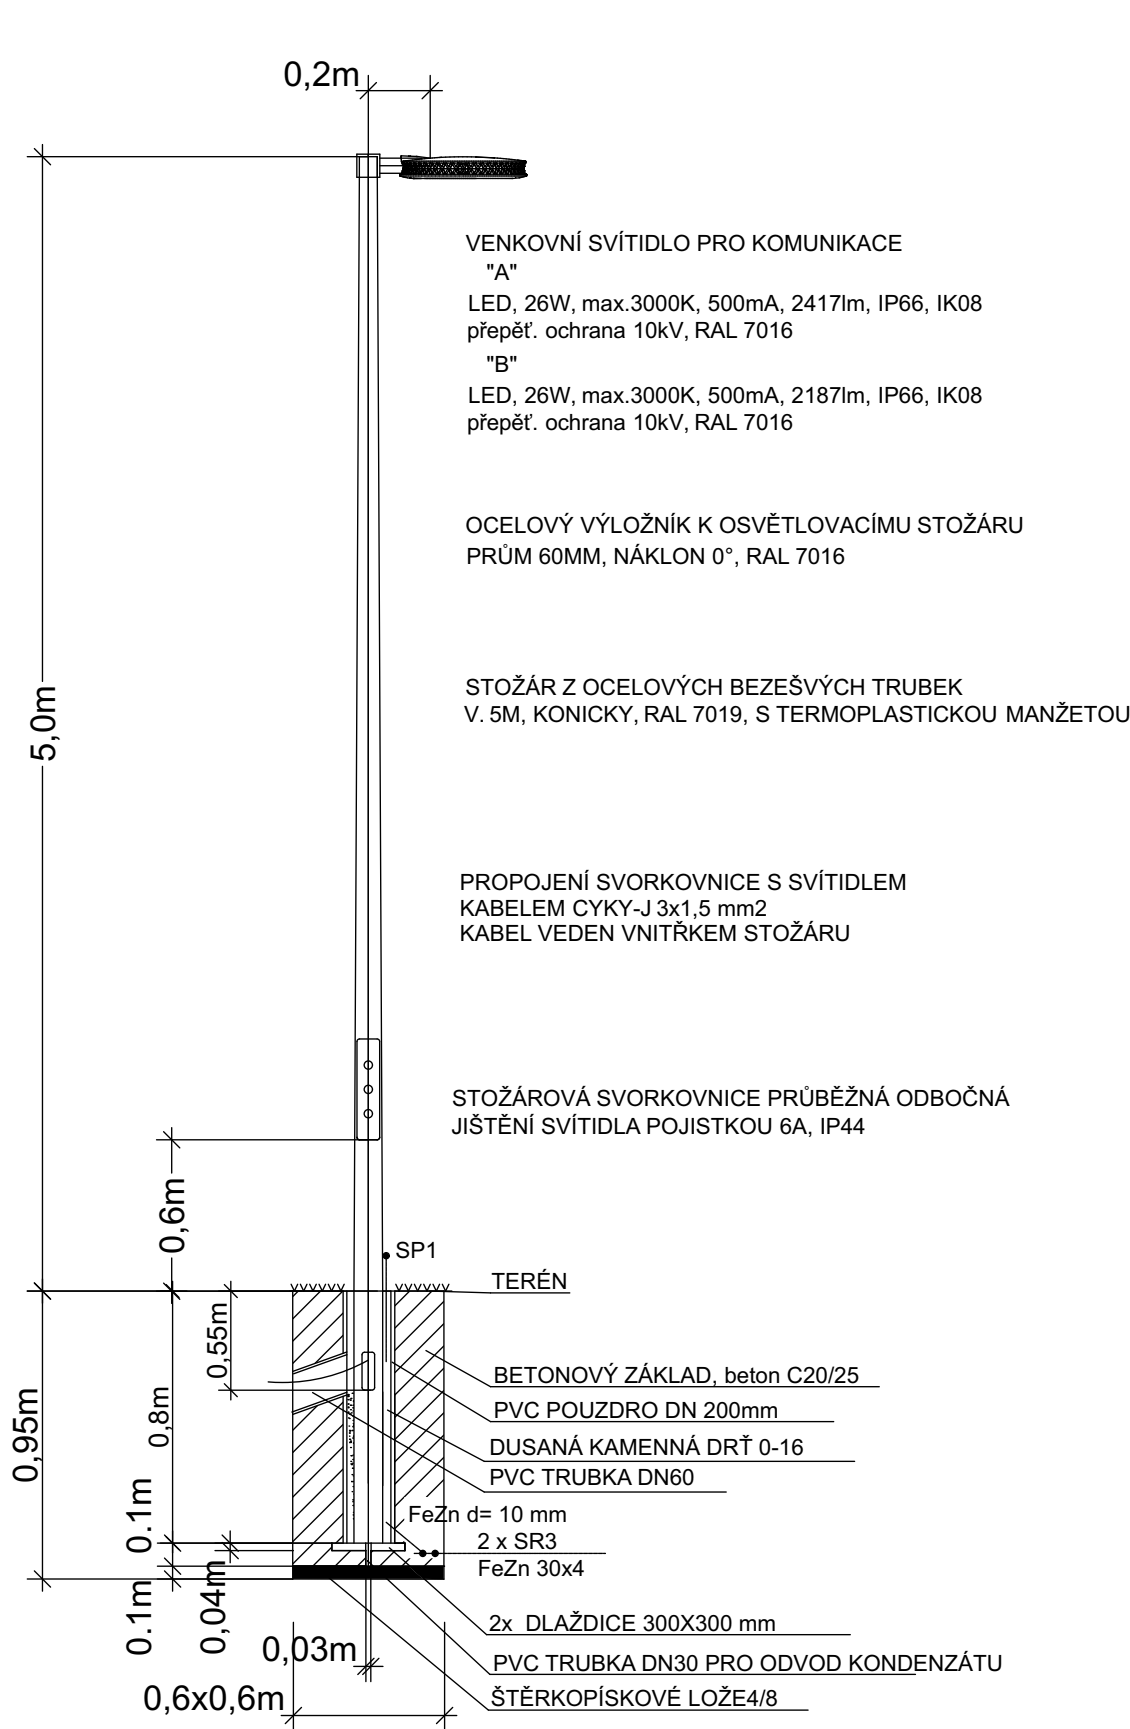 0,2m
VENKOVNÍ SVÍTIDLO PRO KOMUNIKACE
"A"
LED, 26W, max.3000K, 500mA, 2417lm, IP66, IK08
přepěť. ochrana 10kV, RAL 7016
"B"
LED, 26W, max.3000K, 500mA, 2187lm, IP66, IK08
přepěť. ochrana 10kV, RAL 7016
OCELOVÝ VÝLOŽNÍK K OSVĚTLOVACÍMU STOŽÁRU
PRŮM 60MM, NÁKLON 0°, RAL 7016
5,0m
STOŽÁR Z OCELOVÝCH BEZEŠVÝCH TRUBEK
V. 5M, KONICKY, RAL 7019, S TERMOPLASTICKOU MANŽETOU
PROPOJENÍ SVORKOVNICE S SVÍTIDLEM
KABELEM CYKY-J 3x1,5 mm2
KABEL VEDEN VNITŘKEM STOŽÁRU
STOŽÁROVÁ SVORKOVNICE PRŮBĚŽNÁ ODBOČNÁ
JIŠTĚNÍ SVÍTIDLA POJISTKOU 6A, IP44
0,6m
SP1
TERÉN
0,55m
0,8m
0,95m
BETONOVÝ ZÁKLAD, beton C20/25
PVC POUZDRO DN 200mm
DUSANÁ KAMENNÁ DRŤ 0-16
PVC TRUBKA DN60
FeZn d= 10 mm
2 x SR3
FeZn 30x4
0.1m
0.1m
0,04m
2x DLAŽDICE 300X300 mm
0,03m
PVC TRUBKA DN30 PRO ODVOD KONDENZÁTU
0,6x0,6m
ŠTĚRKOPÍSKOVÉ LOŽE4/8